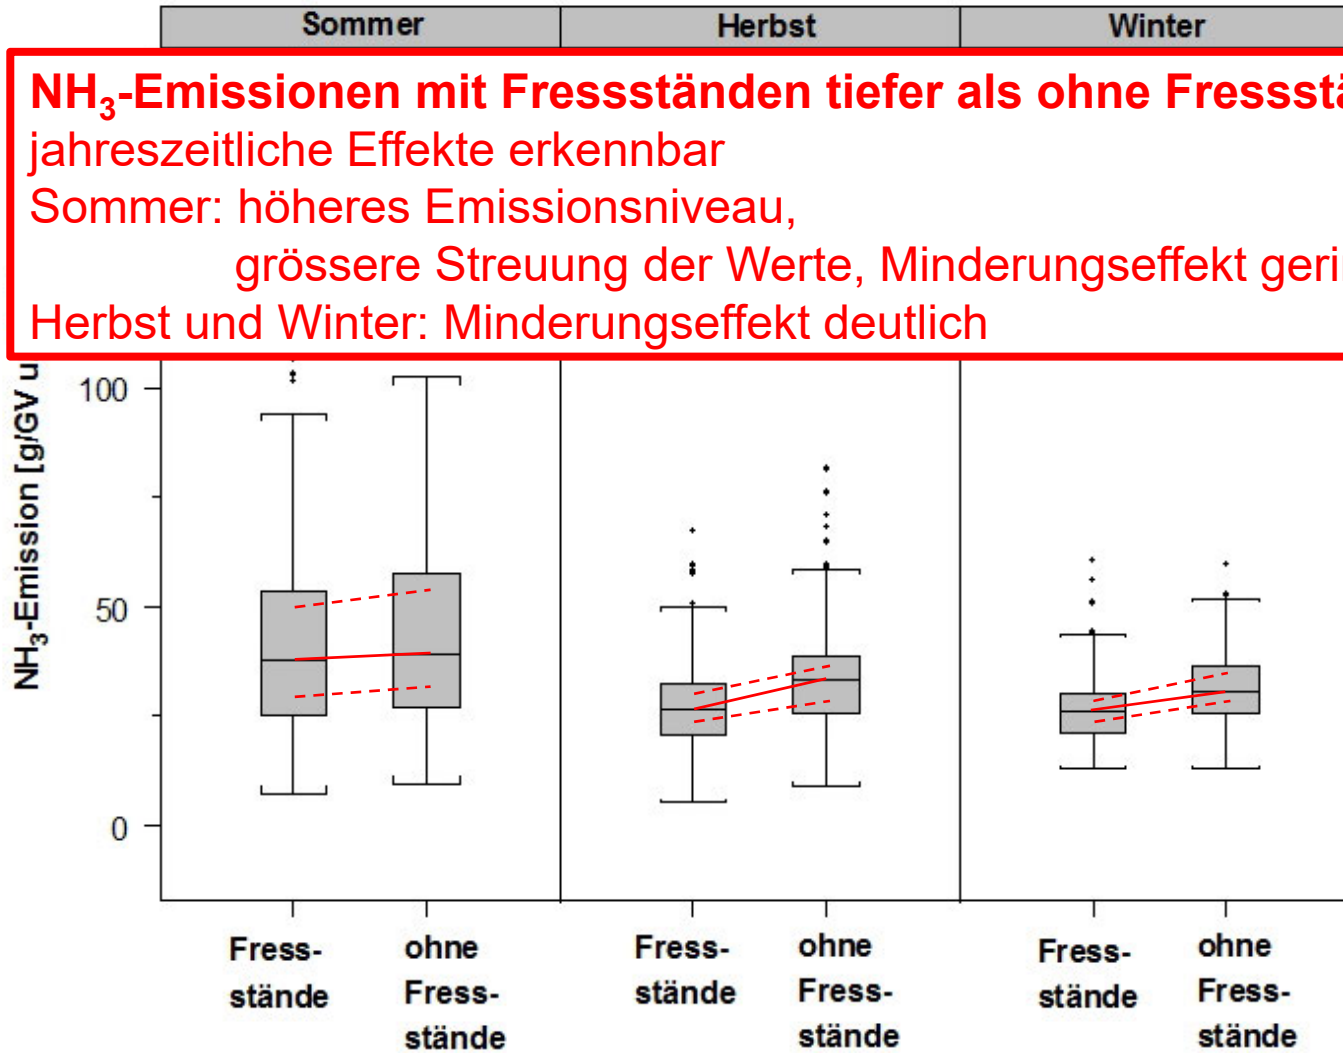 Sommer Herbst Winter
NH₃-Emissionen mit Fressständen tiefer als ohne
jahreszeitliche Effekte erkennbar
Sommer: höheres Emissionsniveau,
grössere Streuung der Werte, Minderungseffekt
Herbst und Winter: Minderungseffekt deutlich
NH₃-Emission [g/GV
100
50
0
Fress-
stände
ohne
Fress-
stände
Fress-
stände
ohne
Fress-
stände
Fress-
stände
ohne
Fress-
stände